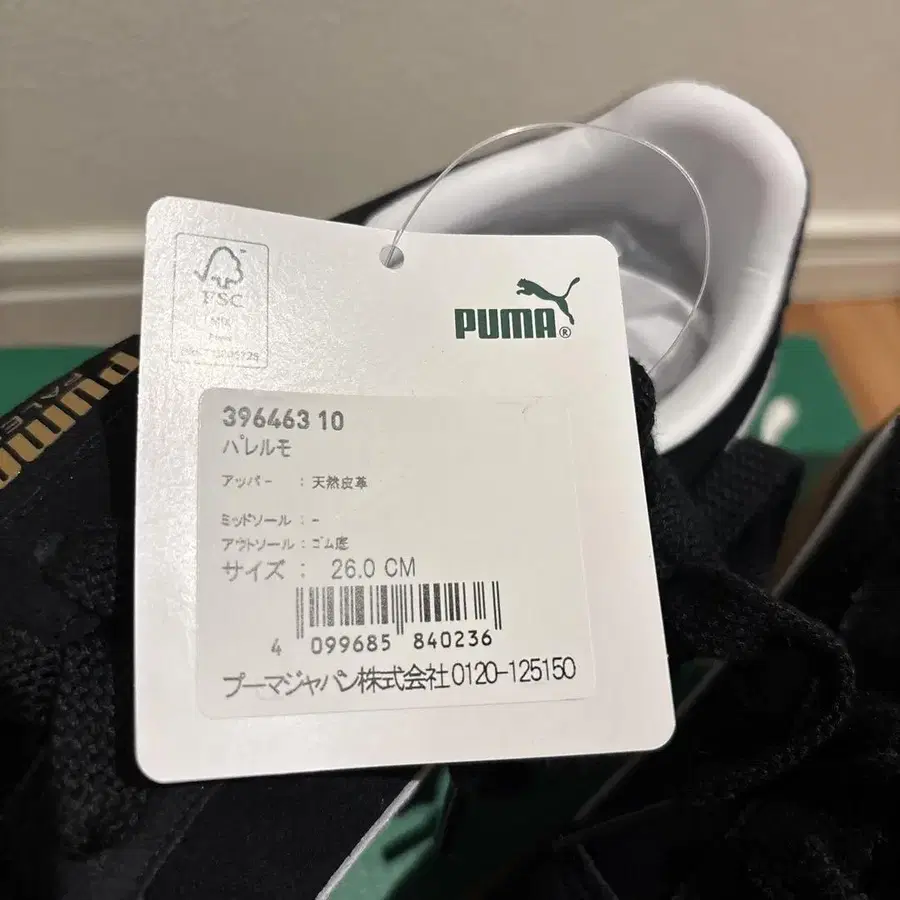 FSC
MIX
PUMA®
396463 10
パレルモ
アッパー : 天然皮革
ミッドソール : -
アウトソール : ゴム底
サイズ : 26.0 CM
4 099685 840236
プーマジャパン株式会社0120-125150
PUMA
PALE